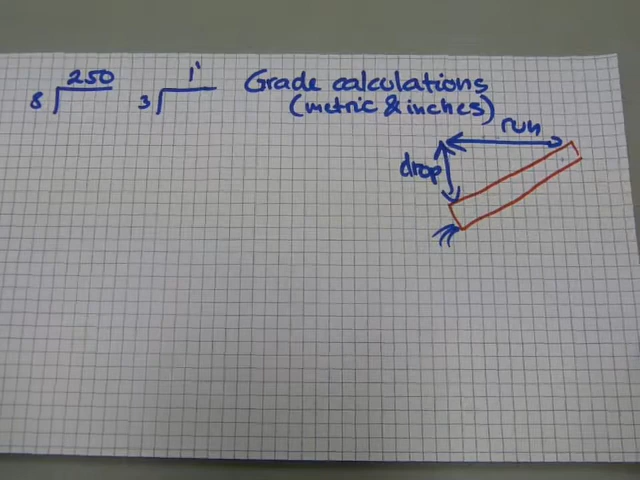 250
8
1'
3
Grade calculations
(metric & inches)
run
drop